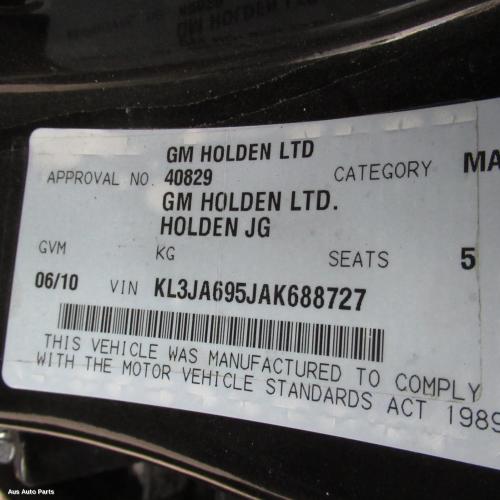 GM HOLDEN LTD
APPROVAL NO. 40829 CATEGORY MA
GM HOLDEN LTD.
HOLDEN JG
GVM KG SEATS 5
06/10 VIN KL3JA695JAK688727
THIS VEHICLE WAS MANUFACTURED TO COMPLY
WITH THE MOTOR VEHICLE STANDARDS ACT 1989
Aus Auto Parts